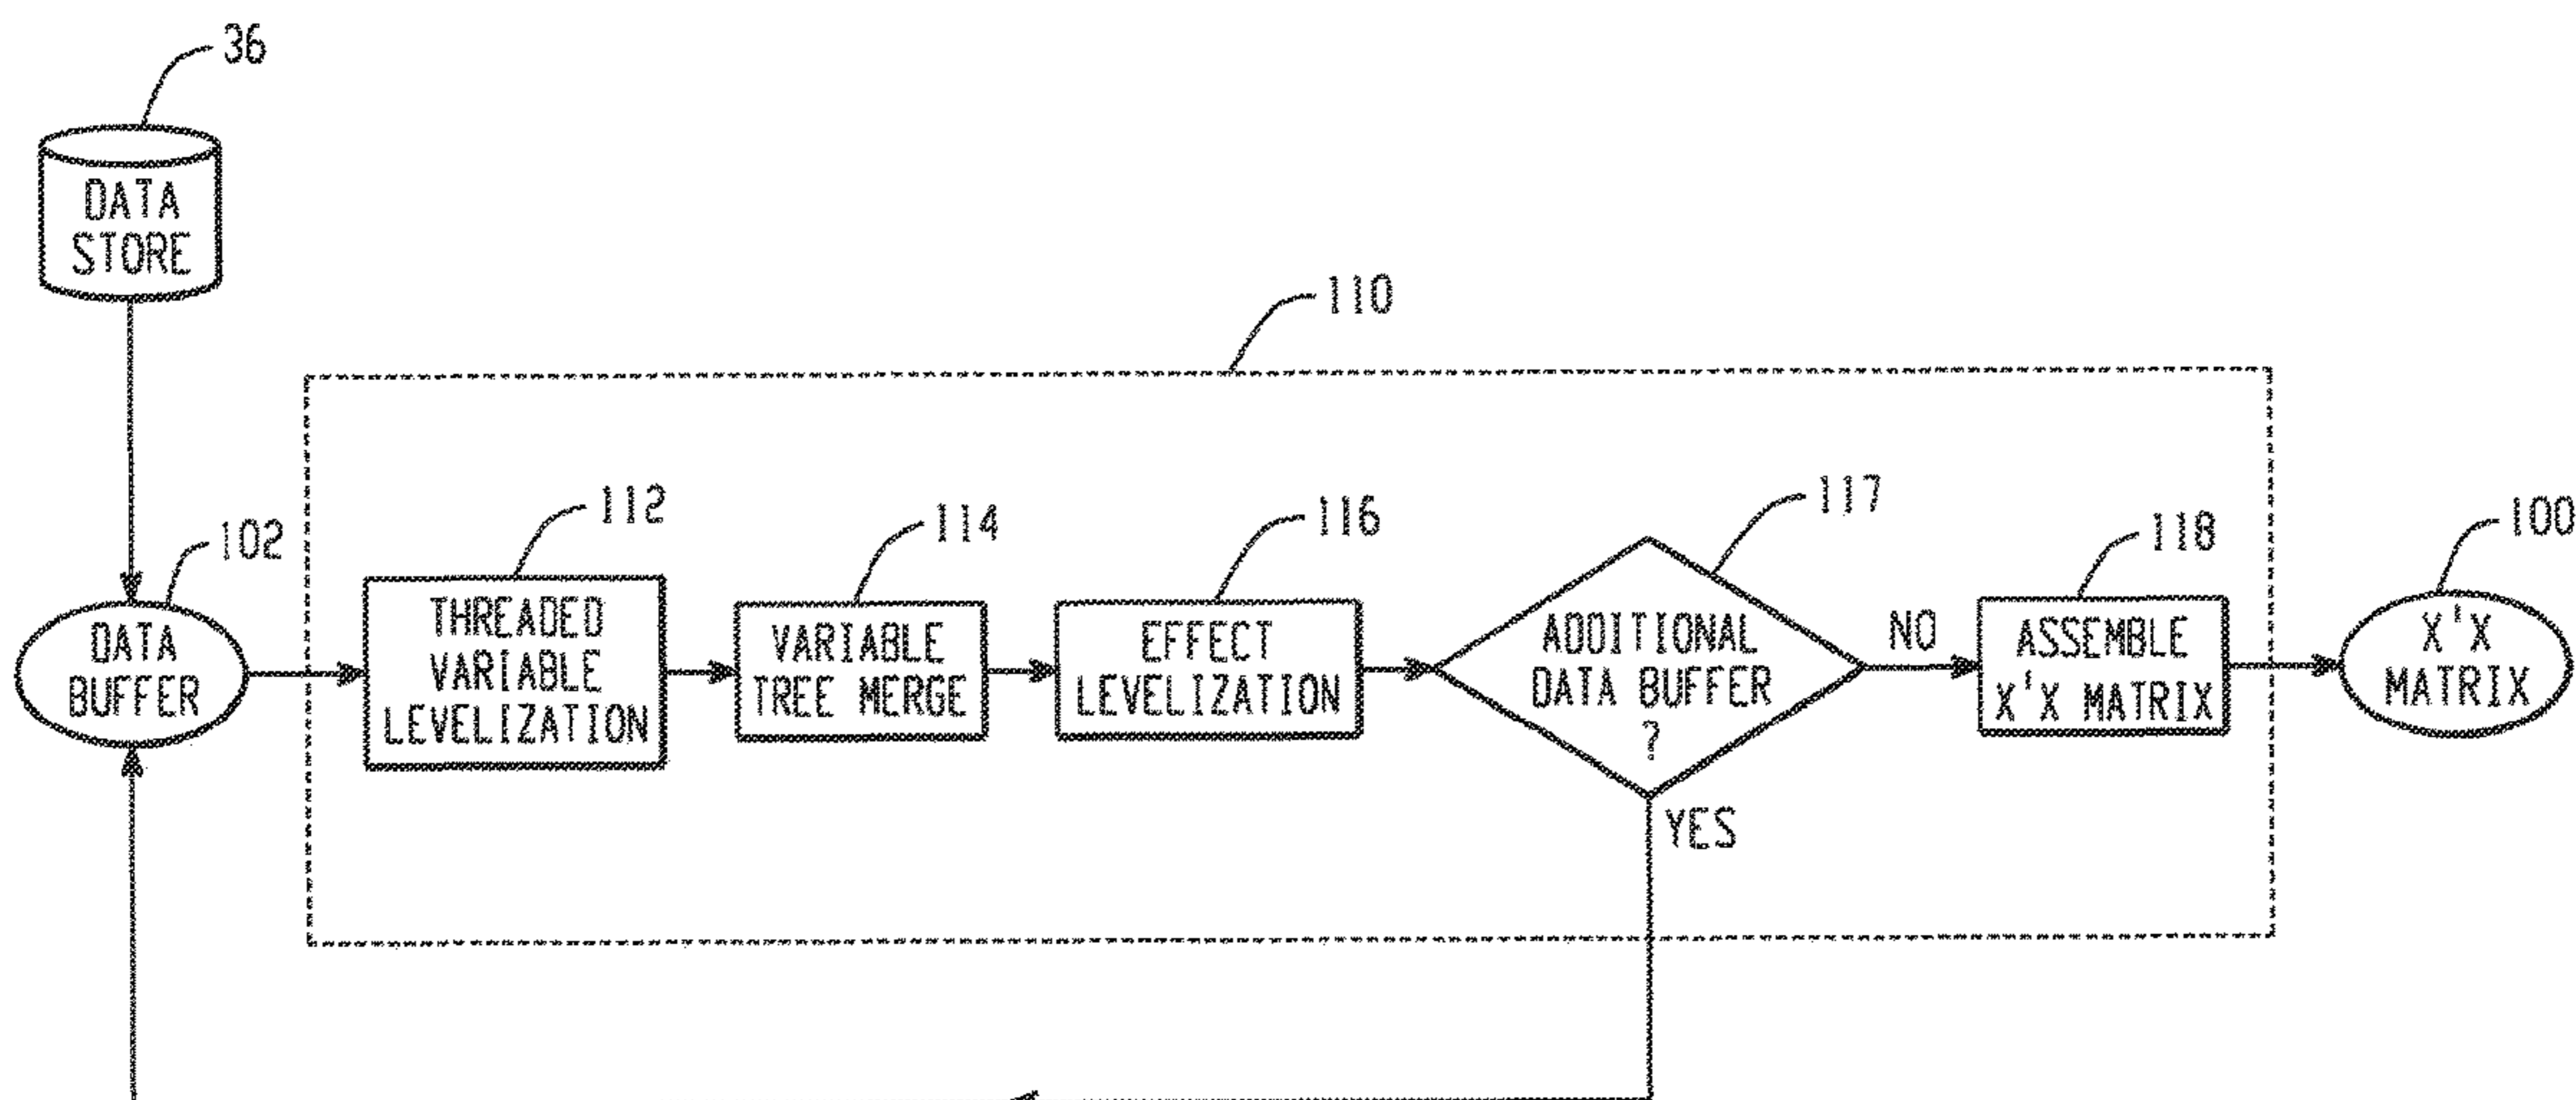 36
DATA
STORE
110
102
DATA
BUFFER
112
THREADED
VARIABLE
LEVELIZATION
114
VARIABLE
TREE MERGE
116
EFFECT
LEVELIZATION
117
ADDITIONAL
DATA BUFFER
?
YES
NO
118
ASSEMBLE
X'X MATRIX
100
X'X
MATRIX